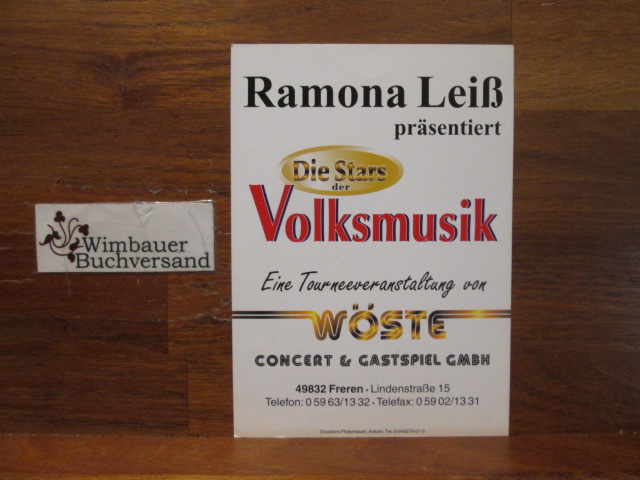 Ramona Leiß
präsentiert
Die Stars
der
Volksmusik
Eine Tourneeveranstaltung von
WÖSTE
CONCERT & GASTSPIEL GMBH
49832 Freren • Lindenstraße 15
Telefon: 0 59 63/13 32 • Telefax: 0 59 02/13 31
Wimbauer
Buchversand